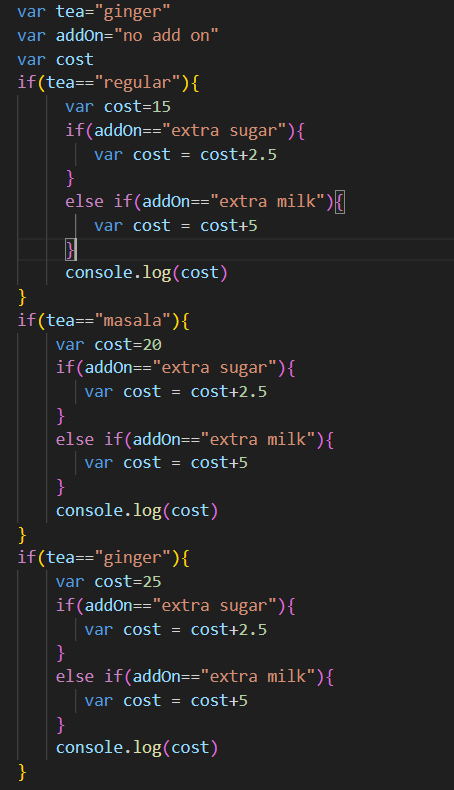 var tea="ginger"
var addOn="no add on"
var cost
if(tea=="regular"){
var cost=15
if(addOn=="extra sugar"){
var cost = cost+2.5
}
else if(addOn=="extra milk"){
var cost = cost+5
}
console.log(cost)
}
if(tea=="masala"){
var cost=20
if(addOn=="extra sugar"){
var cost = cost+2.5
}
else if(addOn=="extra milk"){
var cost = cost+5
}
console.log(cost)
}
if(tea=="ginger"){
var cost=25
if(addOn=="extra sugar"){
var cost = cost+2.5
}
else if(addOn=="extra milk"){
var cost = cost+5
}
console.log(cost)
}